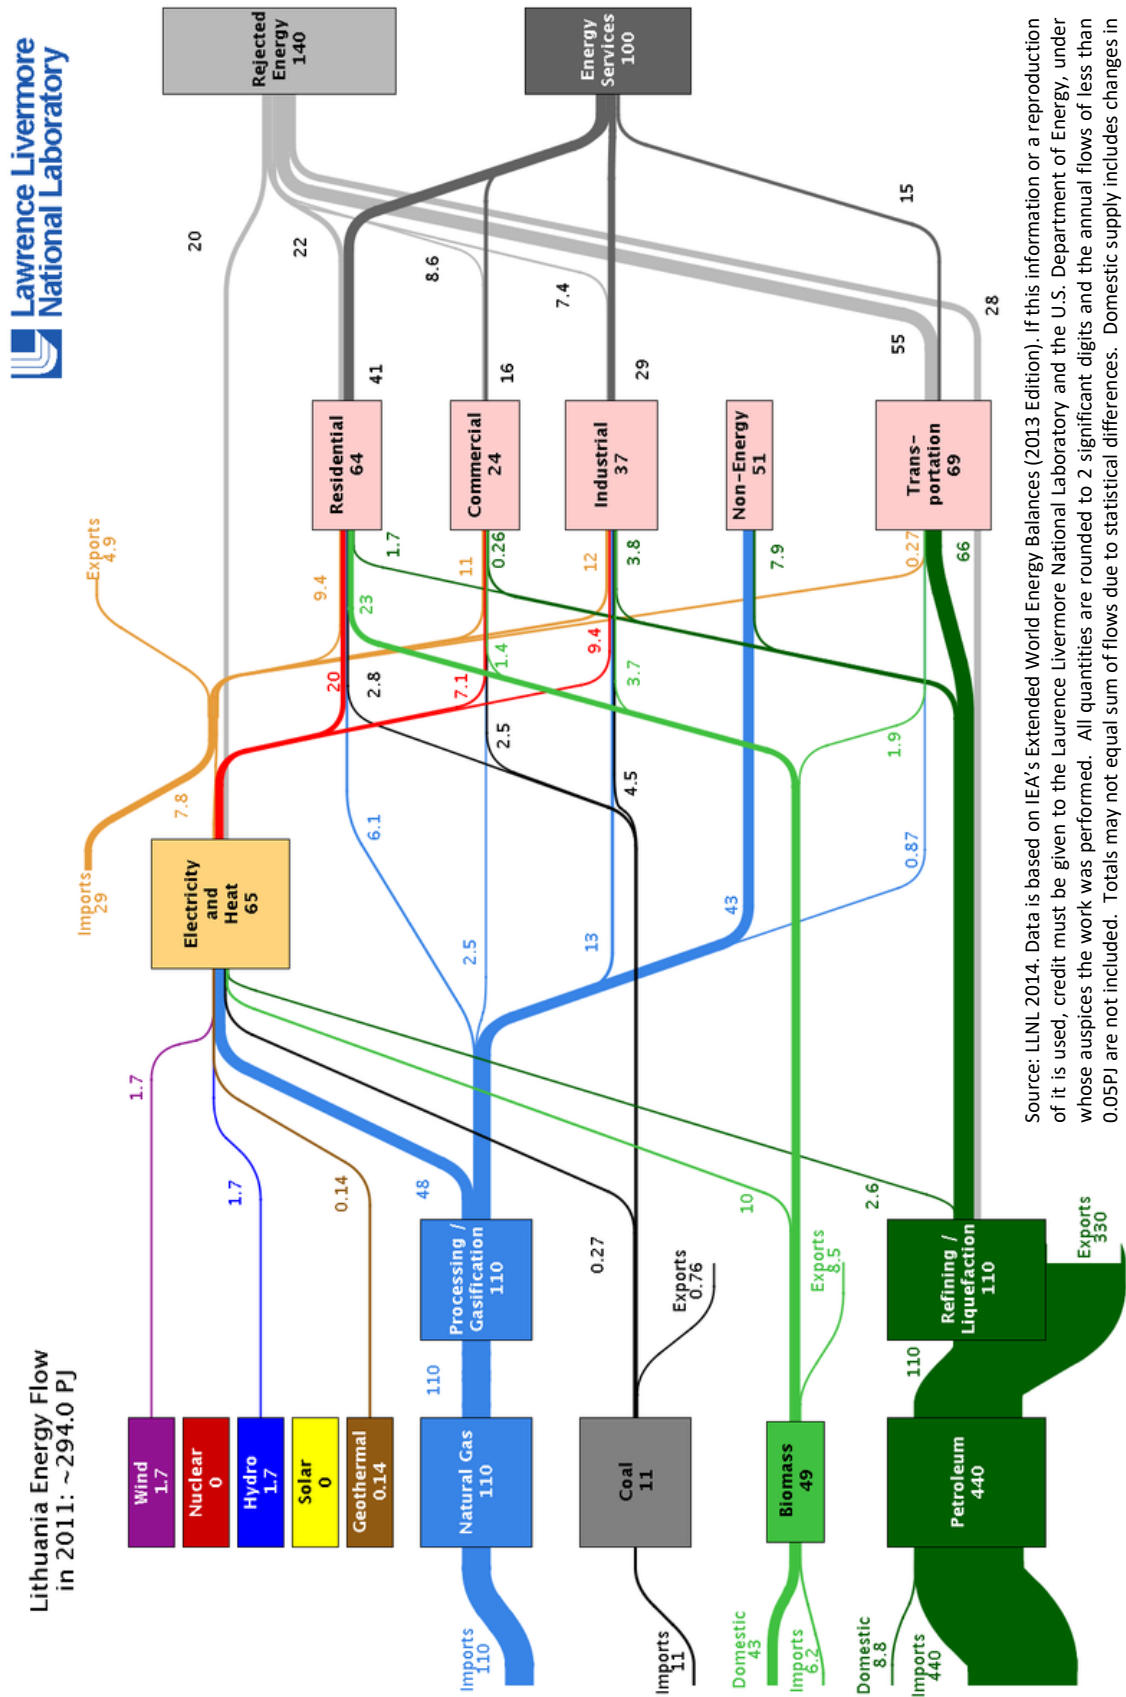 Lithuania Energy Flow
in 2011: ~294.0 PJ
Lawrence Livermore
National Laboratory
Wind
1.7
Nuclear
0
Hydro
1.7
Solar
0
Geothermal
0.14
Imports
110
Natural Gas
110
Imports
11
Coal
11
Domestic
43
Imports
6.2
Biomass
49
Domestic
8.8
Imports
440
Petroleum
440
1.7
1.7
0.14
110
Processing /
Gasification
110
48
0.27
Exports
0.76
10
Exports
8.5
110
Refining /
Liquefaction
110
2.6
Exports
330
Imports
29
Electricity
and
Heat
65
7.8
Exports
4.9
6.1
2.5
13
43
0.87
20
2.8
7.1
2.5
9.4
4.5
1.9
9.4
23
1.7
11
0.26
1.4
12
3.8
3.7
7.9
0.27
66
Residential
64
Commercial
24
Industrial
37
Non-Energy
51
Trans-
portation
69
41
16
29
55
28
20
22
8.6
7.4
15
Rejected
Energy
140
Energy
Services
100
Source: LLNL 2014. Data is based on IEA's Extended World Energy Balances (2013 Edition). If this information or a reproduction
of it is used, credit must be given to the Laurence Livermore National Laboratory and the U.S. Department of Energy, under
whose auspices the work was performed. All quantities are rounded to 2 significant digits and the annual flows of less than
0.05PJ are not included. Totals may not equal sum of flows due to statistical differences. Domestic supply includes changes in